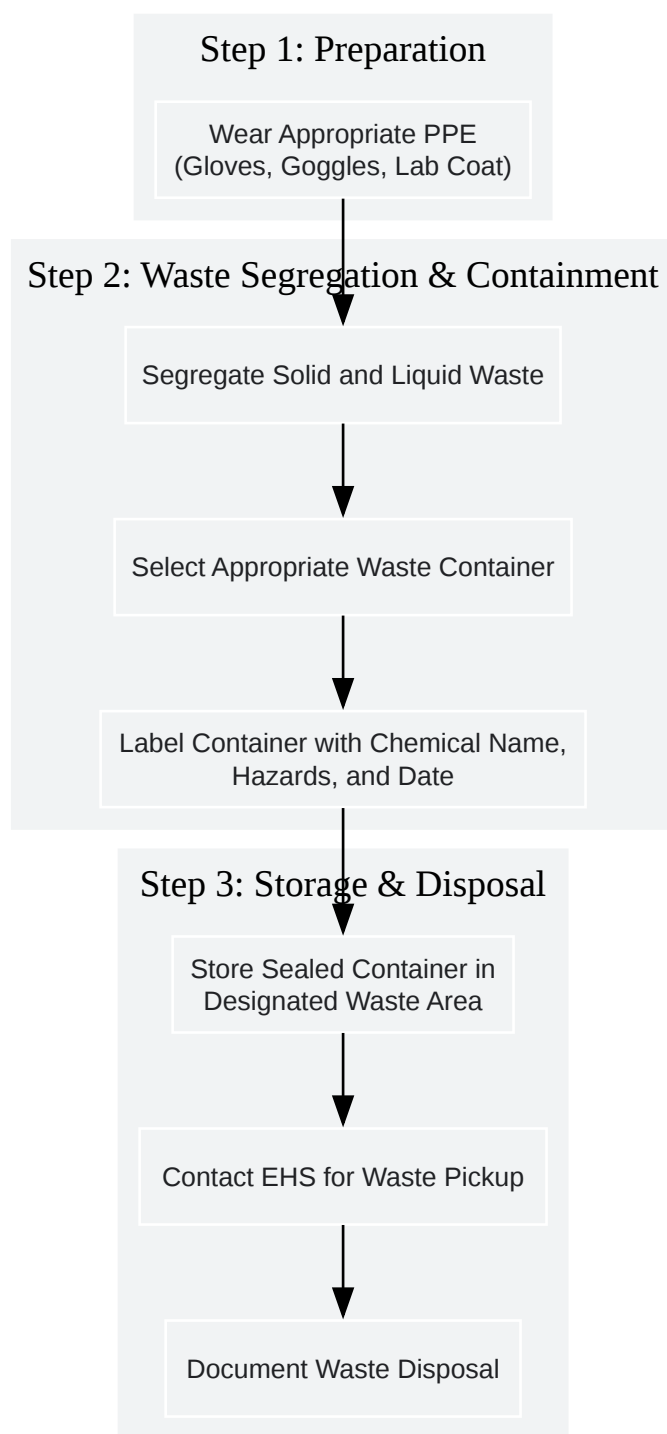 Step 1: Preparation
Wear Appropriate PPE
(Gloves, Goggles, Lab Coat)
Step 2: Waste Segregation & Containment
Segregate Solid and Liquid Waste
Select Appropriate Waste Container
Label Container with Chemical Name,
Hazards, and Date
Step 3: Storage & Disposal
Store Sealed Container in
Designated Waste Area
Contact EHS for Waste Pickup
Document Waste Disposal